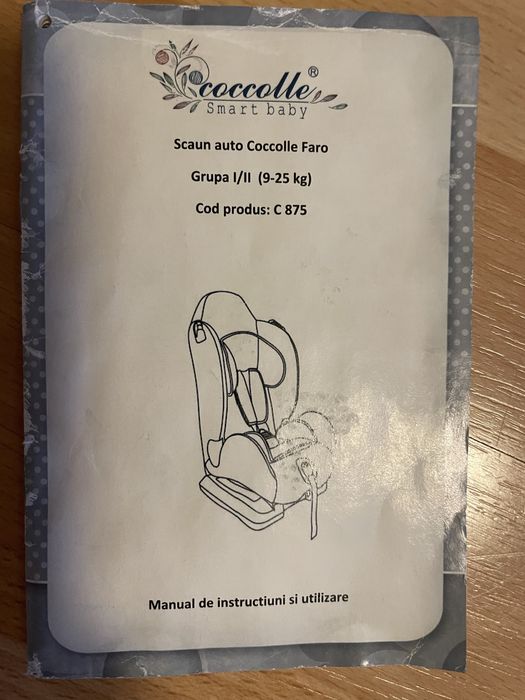 coccolle®
Smart baby
Scaun auto Coccolle Faro
Grupa I/II (9-25 kg)
Cod produs: C 875
Manual de instructiuni si utilizare